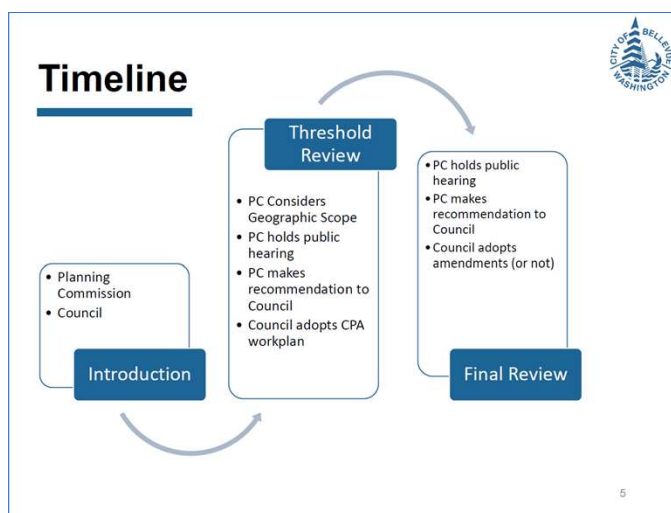 CITY OF BELLEVUE
WASHINGTON
Timeline
• Planning
Commission
• Council
Introduction
Threshold
Review
• PC Considers
Geographic Scope
• PC holds public
hearing
• PC makes
recommendation to
Council
• Council adopts CPA
workplan
• PC holds public
hearing
• PC makes
recommendation to
Council
• Council adopts
amendments (or not)
Final Review
5